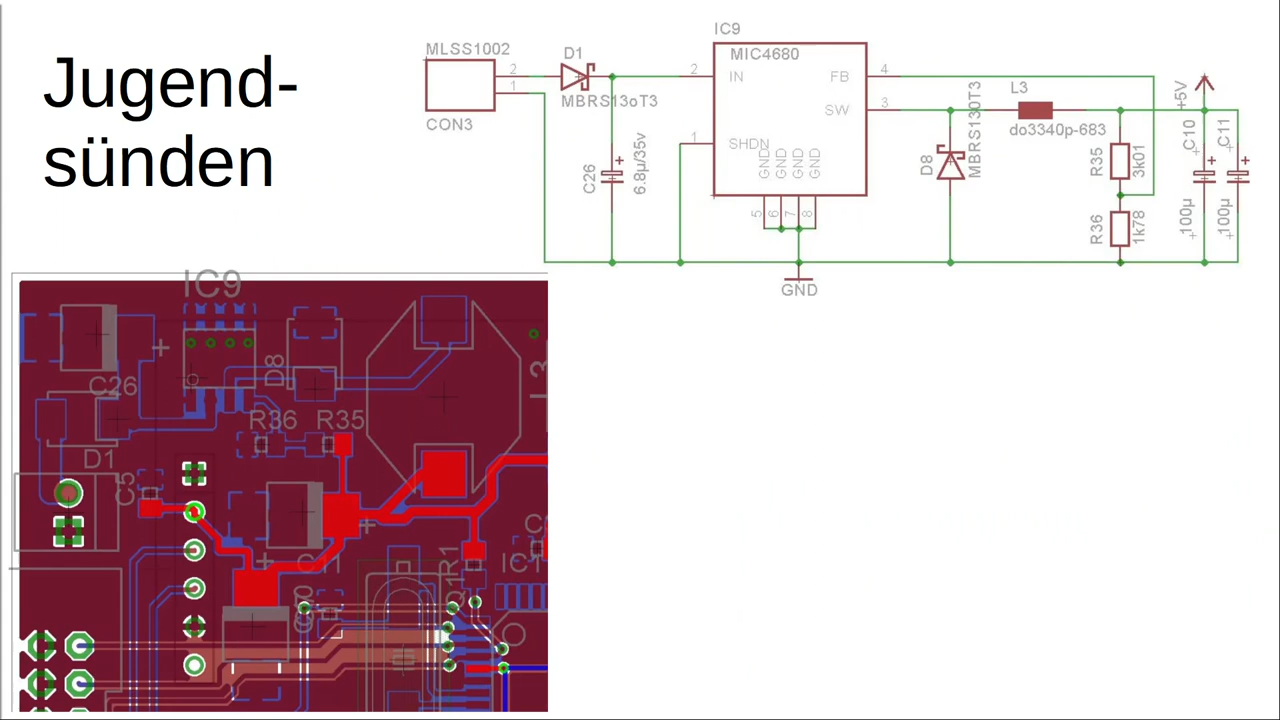 Jugend-
sünden
MLSS1002
2
1
CON3
D1
MBRS13oT3
C26
6.8µ/35v
IC9
MIC4680
2
IN
FB
4
SW
3
1
SHDN
GND
GND
GND
GND
5
6
7
8
GND
D8
MBRS130T3
L3
do3340p-683
R35
3k01
R36
1k78
+5V
C10
100µ
C11
100µ
IC9
C26
D8
R36
R35
D1
C5
R1